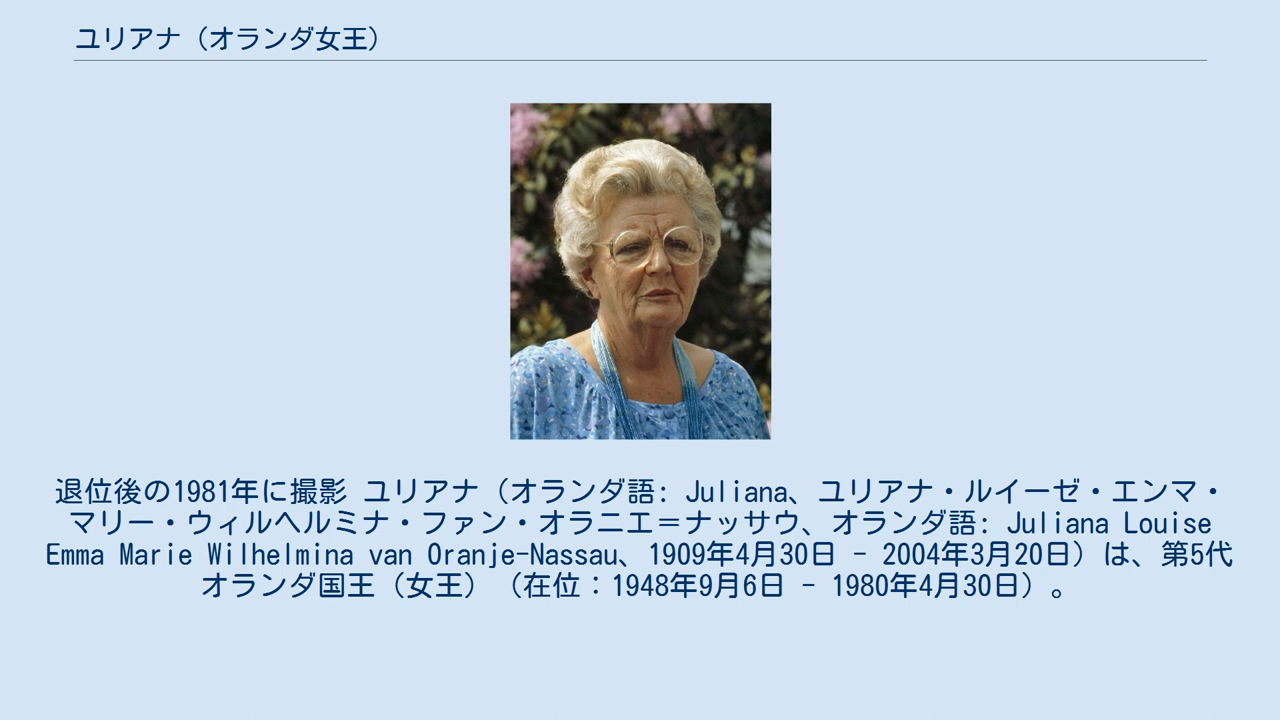 ユリアナ（オランダ女王）
退位後の1981年に撮影 ユリアナ（オランダ語: Juliana、ユリアナ・ルイーゼ・エンマ・
マリー・ウィルヘルミナ・ファン・オラニエ＝ナッサウ、オランダ語: Juliana Louise
Emma Marie Wilhelmina van Oranje-Nassau、1909年4月30日 - 2004年3月20日）は、第5代
オランダ国王（女王）（在位：1948年9月6日 - 1980年4月30日）。